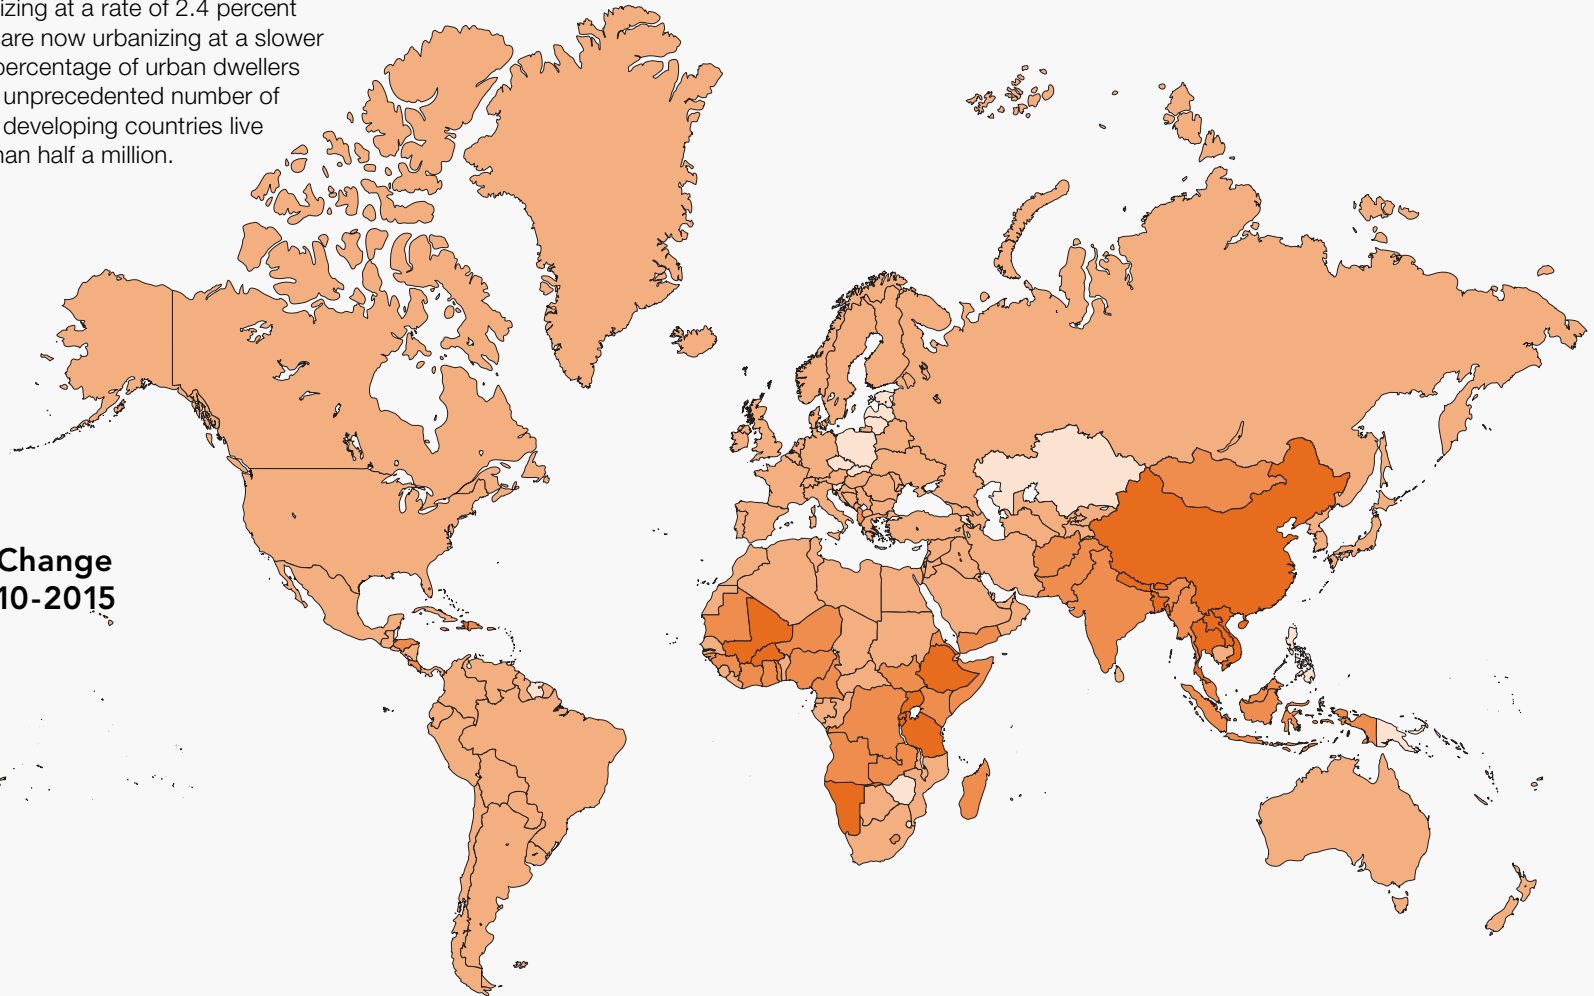 izing at a rate of 2.4 percent
are now urbanizing at a slower
percentage of urban dwellers
unprecedented number of
developing countries live
han half a million.
Change
10-2015